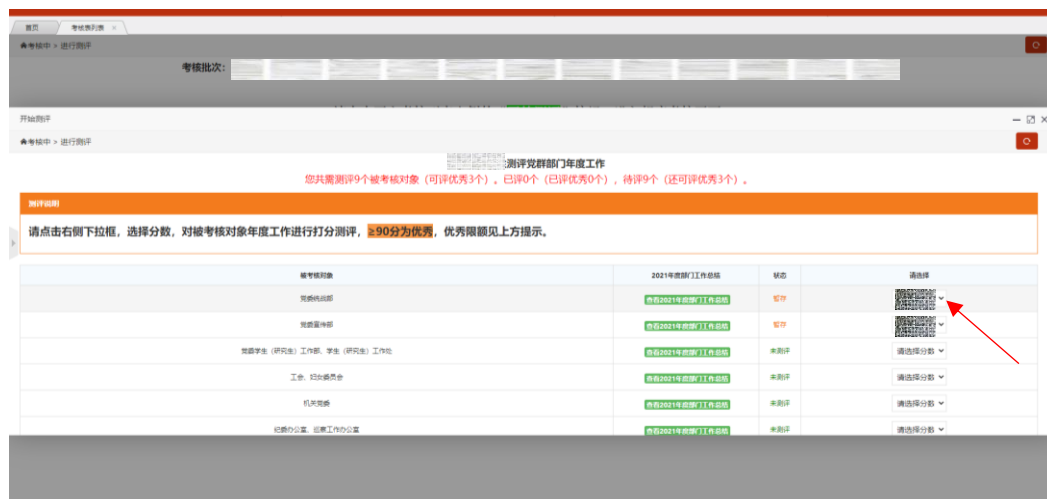 首页 考核表列表 ×
考核中 > 进行测评
考核批次：
开始测评
考核中 > 进行测评
测评党群部门年度工作
您共需测评9个被考核对象（可评优秀3个）。已评0个（已评优秀0个），待评9个（还可评优秀3个）。
测评说明
请点击右侧下拉框，选择分数，对被考核对象年度工作进行打分测评，≥90分为优秀，优秀限额见上方提示。
被考核对象 2021年度部门工作总结 状态 请选择
党委统战部 查看2021年度部门工作总结 暂存
党委宣传部 查看2021年度部门工作总结 暂存
党委学生（研究生）工作部、学生（研究生）工作处 查看2021年度部门工作总结 未测评 请选择分数
工会、妇女委员会 查看2021年度部门工作总结 未测评 请选择分数
机关党委 查看2021年度部门工作总结 未测评 请选择分数
纪委办公室、巡察工作办公室 查看2021年度部门工作总结 未测评 请选择分数